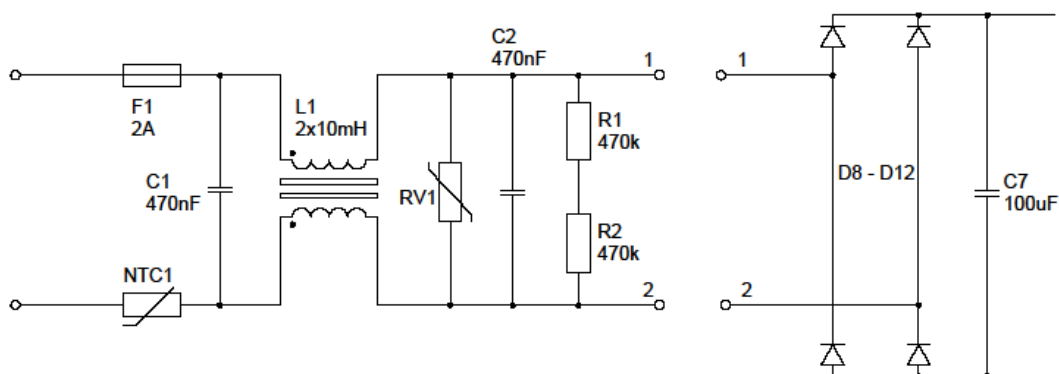 F1
2A
C1
470nF
NTC1
L1
2x10mH
RV1
C2
470nF
R1
470k
R2
470k
1
2
1
2
D8 - D12
C7
100uF